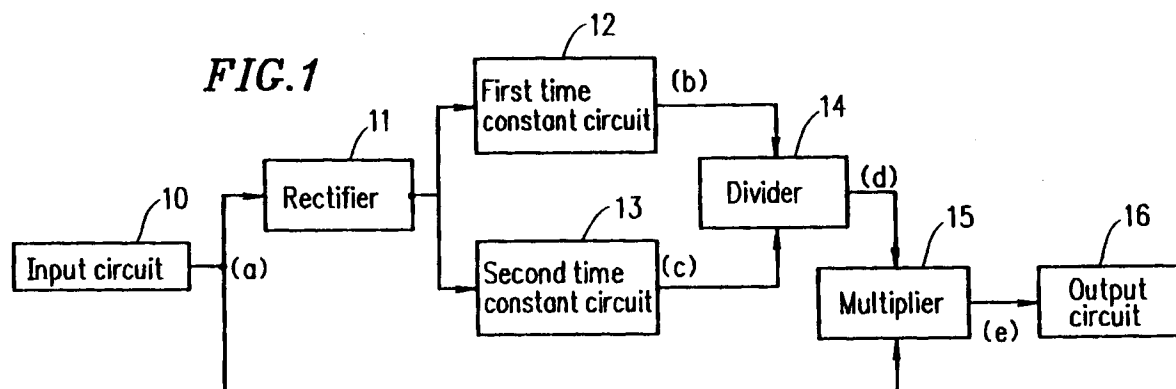 FIG.1
12
First time
constant circuit
(b)
14
11
Rectifier
Divider
(d)
10
Input circuit
(a)
13
Second time
constant circuit
(c)
15
Multiplier
(e)
16
Output
circuit